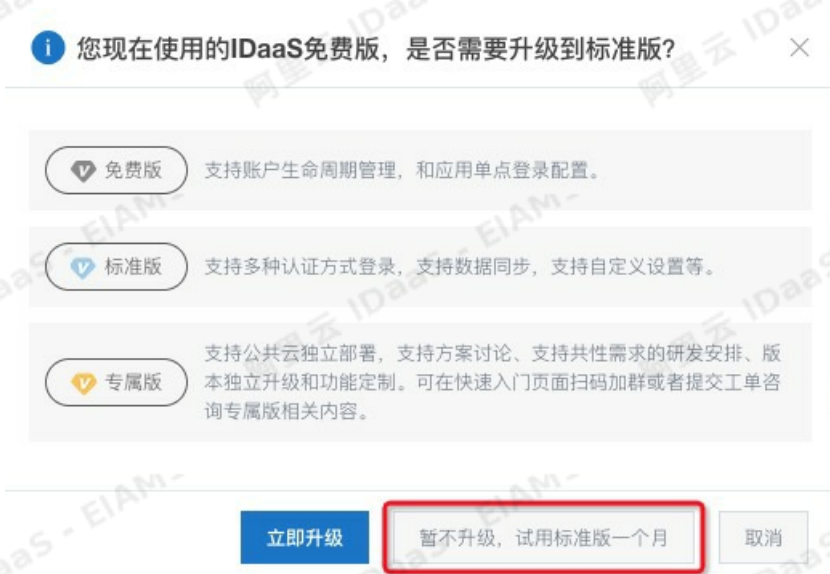 您现在使用的IDaaS免费版，是否需要升级到标准版?
免费版
支持账户生命周期管理，和应用单点登录配置。
标准版
支持多种认证方式登录，支持数据同步，支持自定义设置等。
专属版
支持公共云独立部署，支持方案讨论、支持共性需求的研发安排、版
本独立升级和功能定制。可在快速入门页面扫码加群或者提交工单咨
询专属版相关内容。
立即升级
暂不升级，试用标准版一个月
取消
阿里云 IDaaS - EIAM-